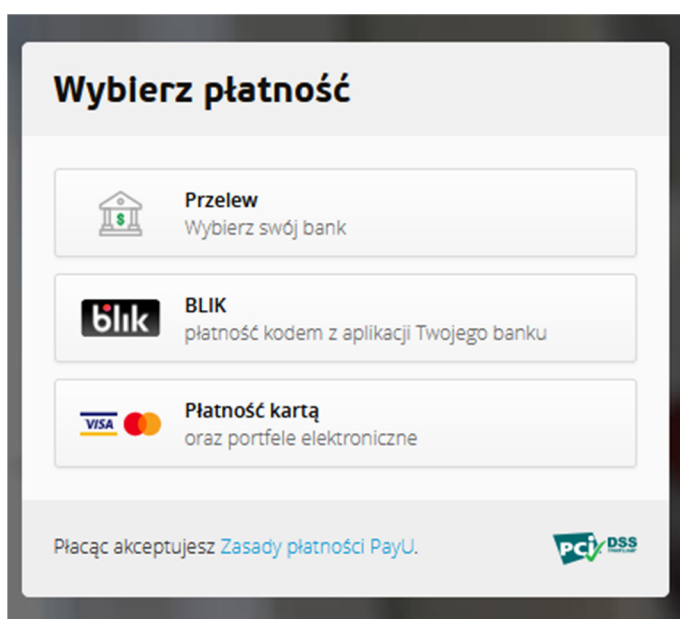 Wybierz płatność
Przelew
Wybierz swój bank
blik
BLIK
płatność kodem z aplikacji Twojego banku
VISA
Płatność kartą
oraz portfele elektroniczne
Płacąc akceptujesz Zasady płatności PayU.
PCI DSS